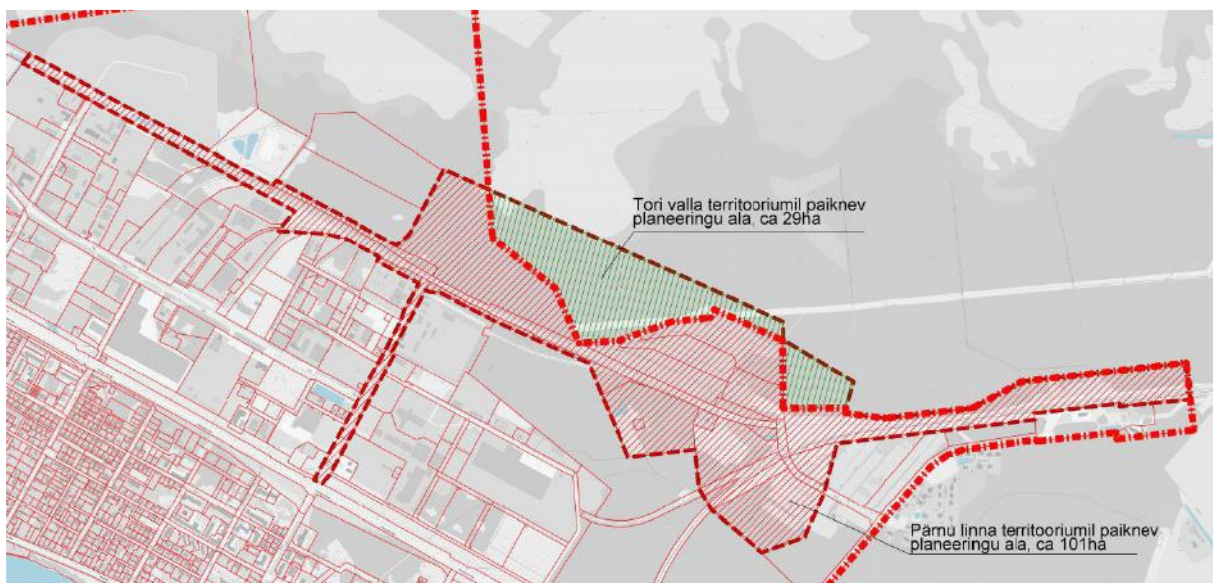 Tori valla territooriumil paiknev
planeeringu ala, ca 29ha
Pärnu linna territooriumil paiknev
planeeringu ala, ca 101ha